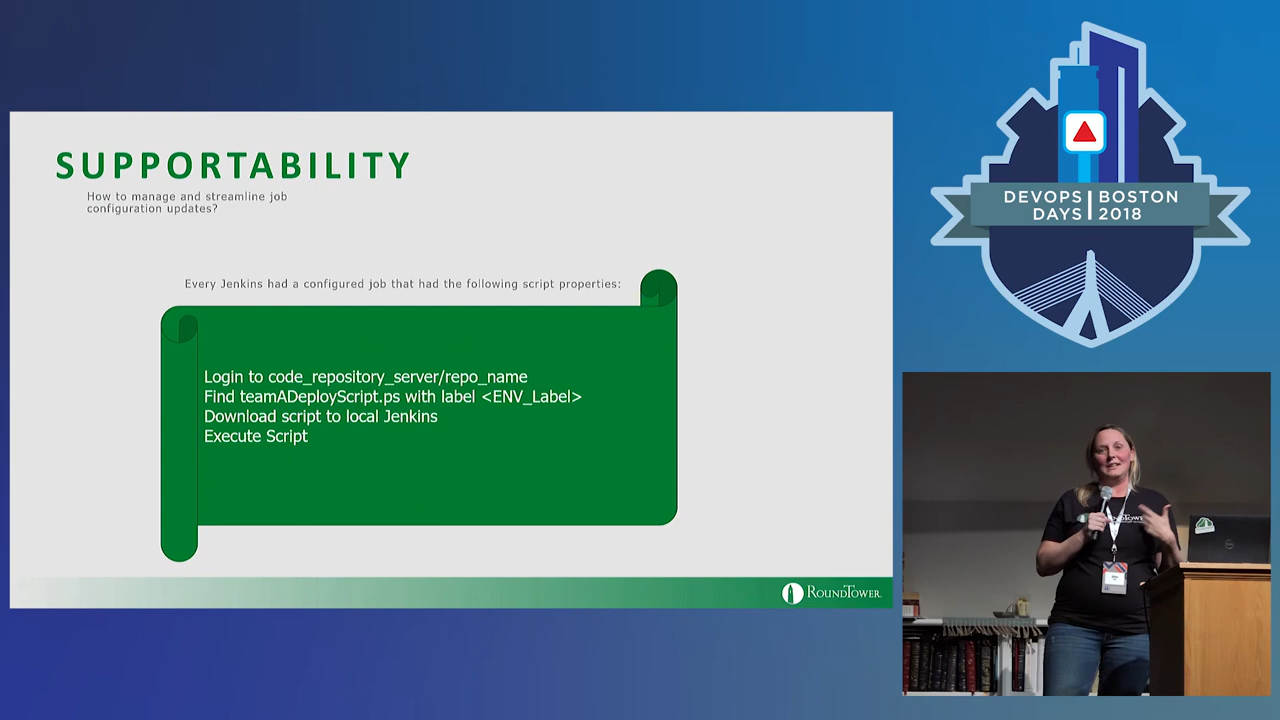 SUPPORTABILITY
How to manage and streamline job
configuration updates?
Every Jenkins had a configured job that had the following script properties:
Login to code_repository_server/repo_name
Find teamADeployScript.ps with label <ENV_Label>
Download script to local Jenkins
Execute Script
ROUNDTOWER
DEVOPS BOSTON
DAYS 2018